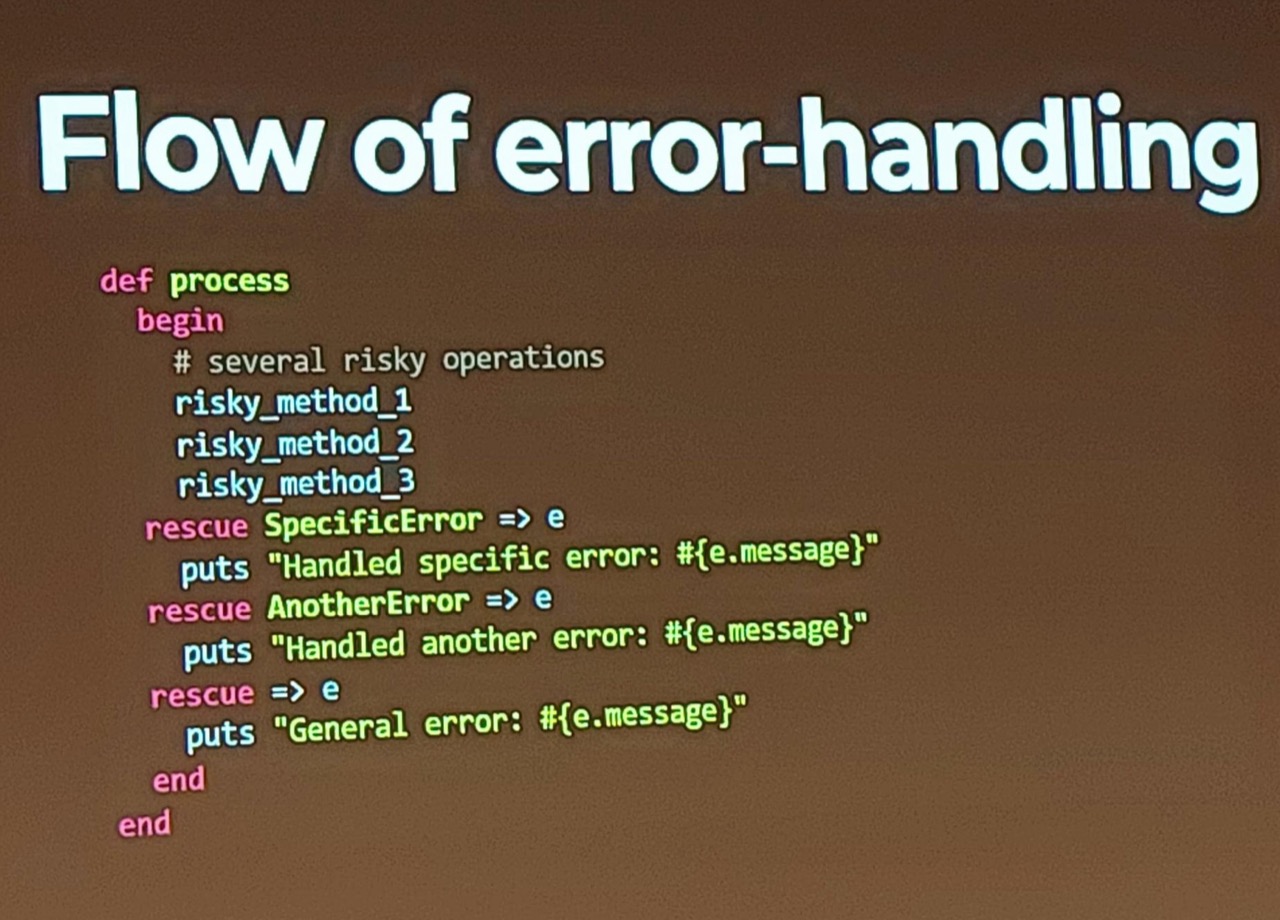 Flow of error-handling
def process
  begin
    # several risky operations
    risky_method_1
    risky_method_2
    risky_method_3
  rescue SpecificError => e
    puts "Handled specific error: #{e.message}"
  rescue AnotherError => e
    puts "Handled another error: #{e.message}"
  rescue => e
    puts "General error: #{e.message}"
  end
end